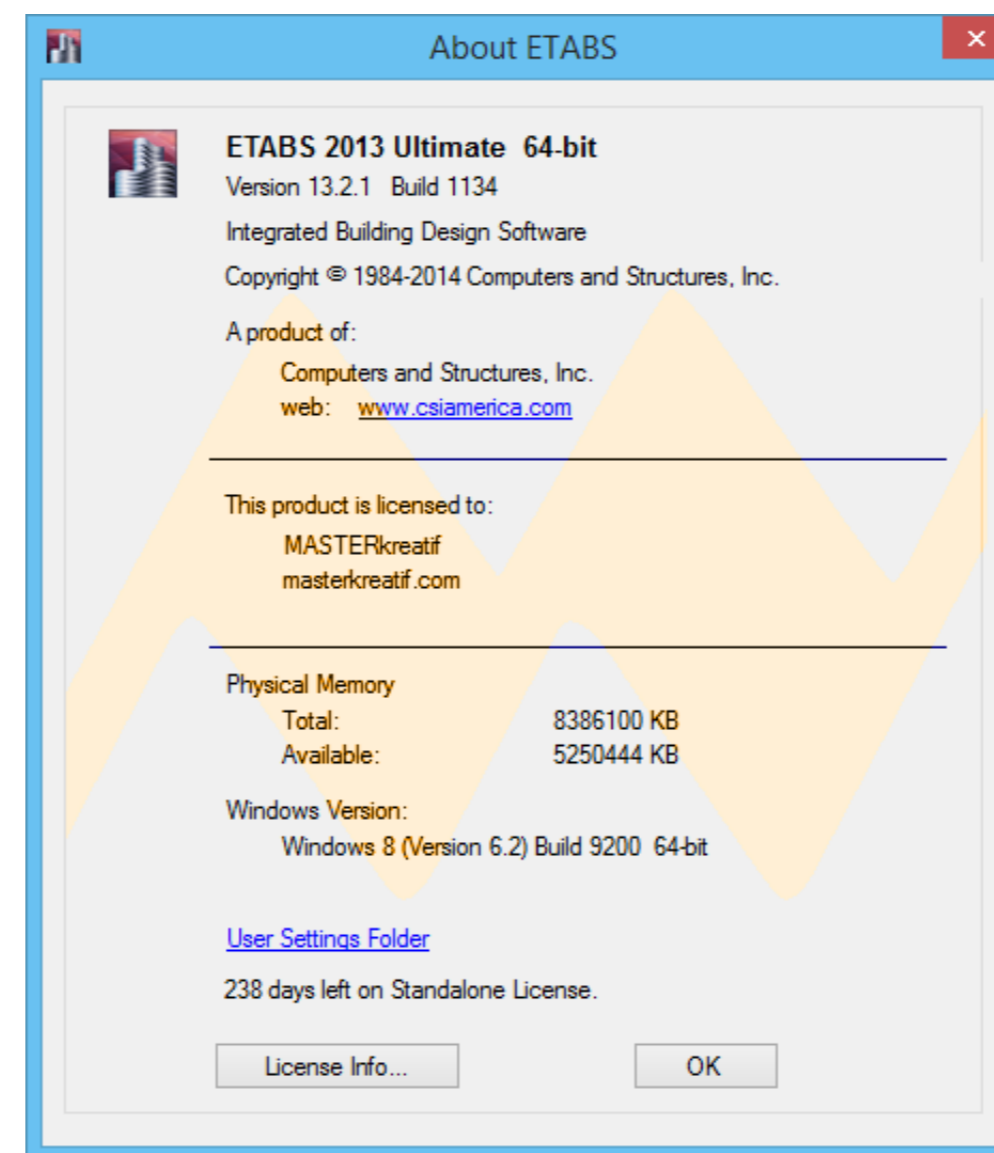 About ETABS
ETABS 2013 Ultimate 64-bit
Version 13.2.1 Build 1134
Integrated Building Design Software
Copyright © 1984-2014 Computers and Structures, Inc.
A product of:
Computers and Structures, Inc.
web: www.csiamerica.com
This product is licensed to:
MASTERkreatif
masterkreatif.com
Physical Memory
Total: 8386100 KB
Available: 5250444 KB
Windows Version:
Windows 8 (Version 6.2) Build 9200 64-bit
User Settings Folder
238 days left on Standalone License.
License Info... OK